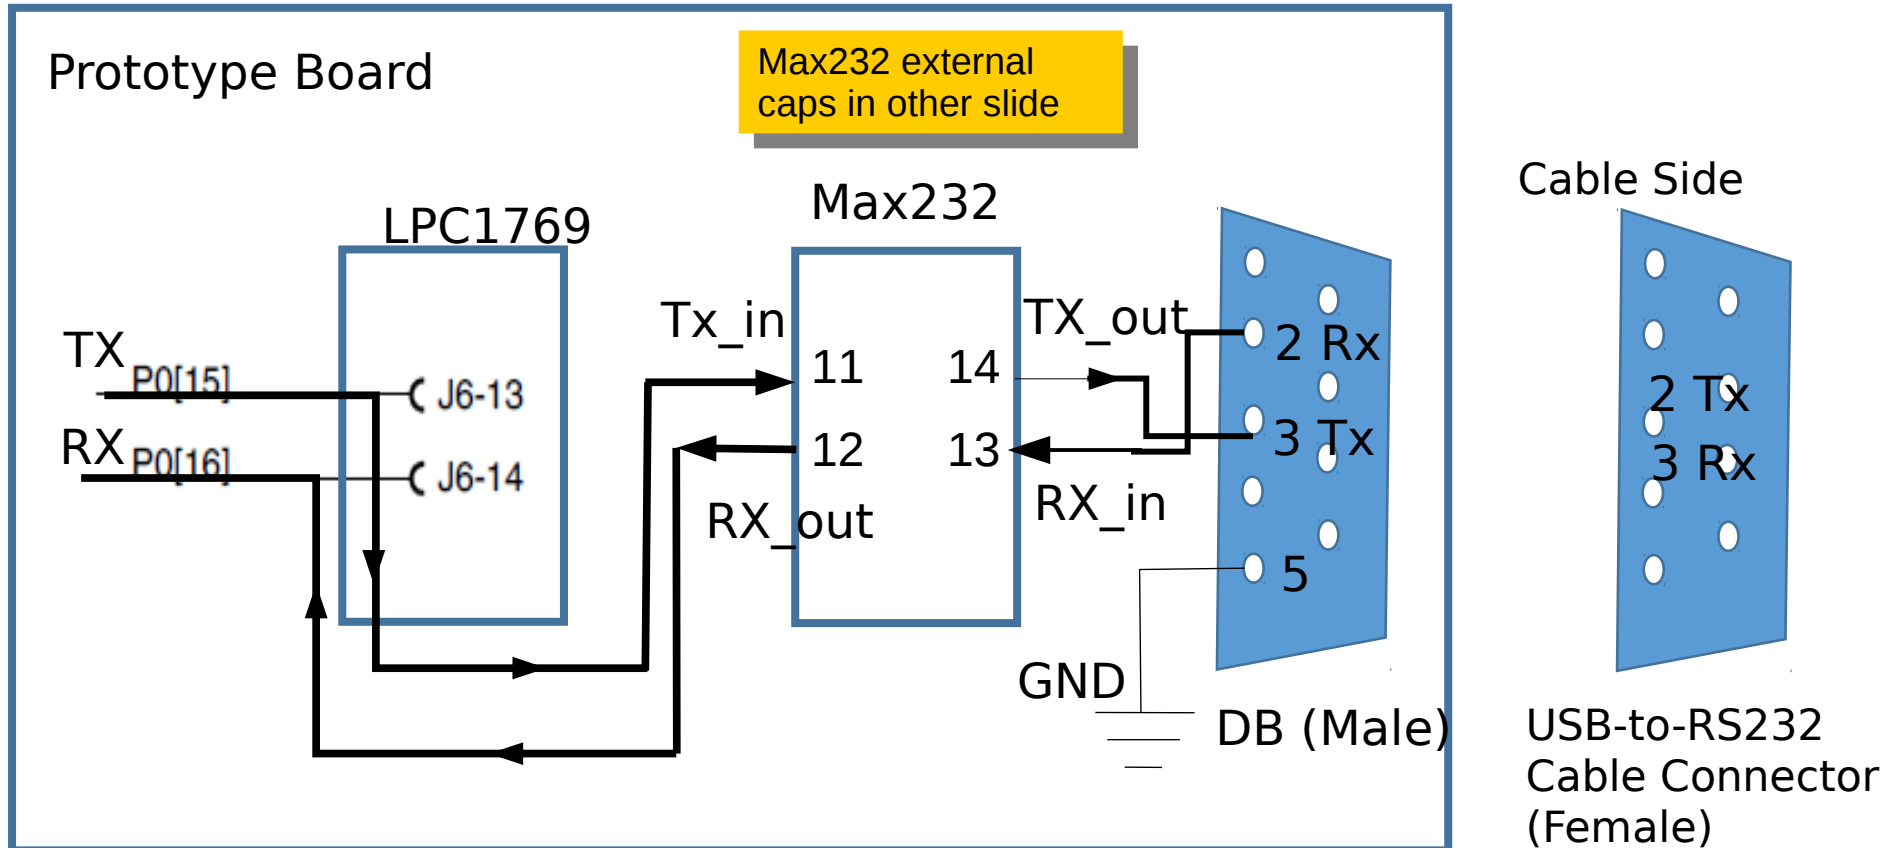 Prototype Board
Max232 external
caps in other slide
Cable Side
LPC1769
Max232
TX
P0[15]
J6-13
RX
P0[16]
J6-14
Tx_in
11
14
TX_out
12
13
RX_out
RX_in
2 Rx
3 Tx
5
2 Tx
3 Rx
GND
DB (Male)
USB-to-RS232
Cable Connector
(Female)